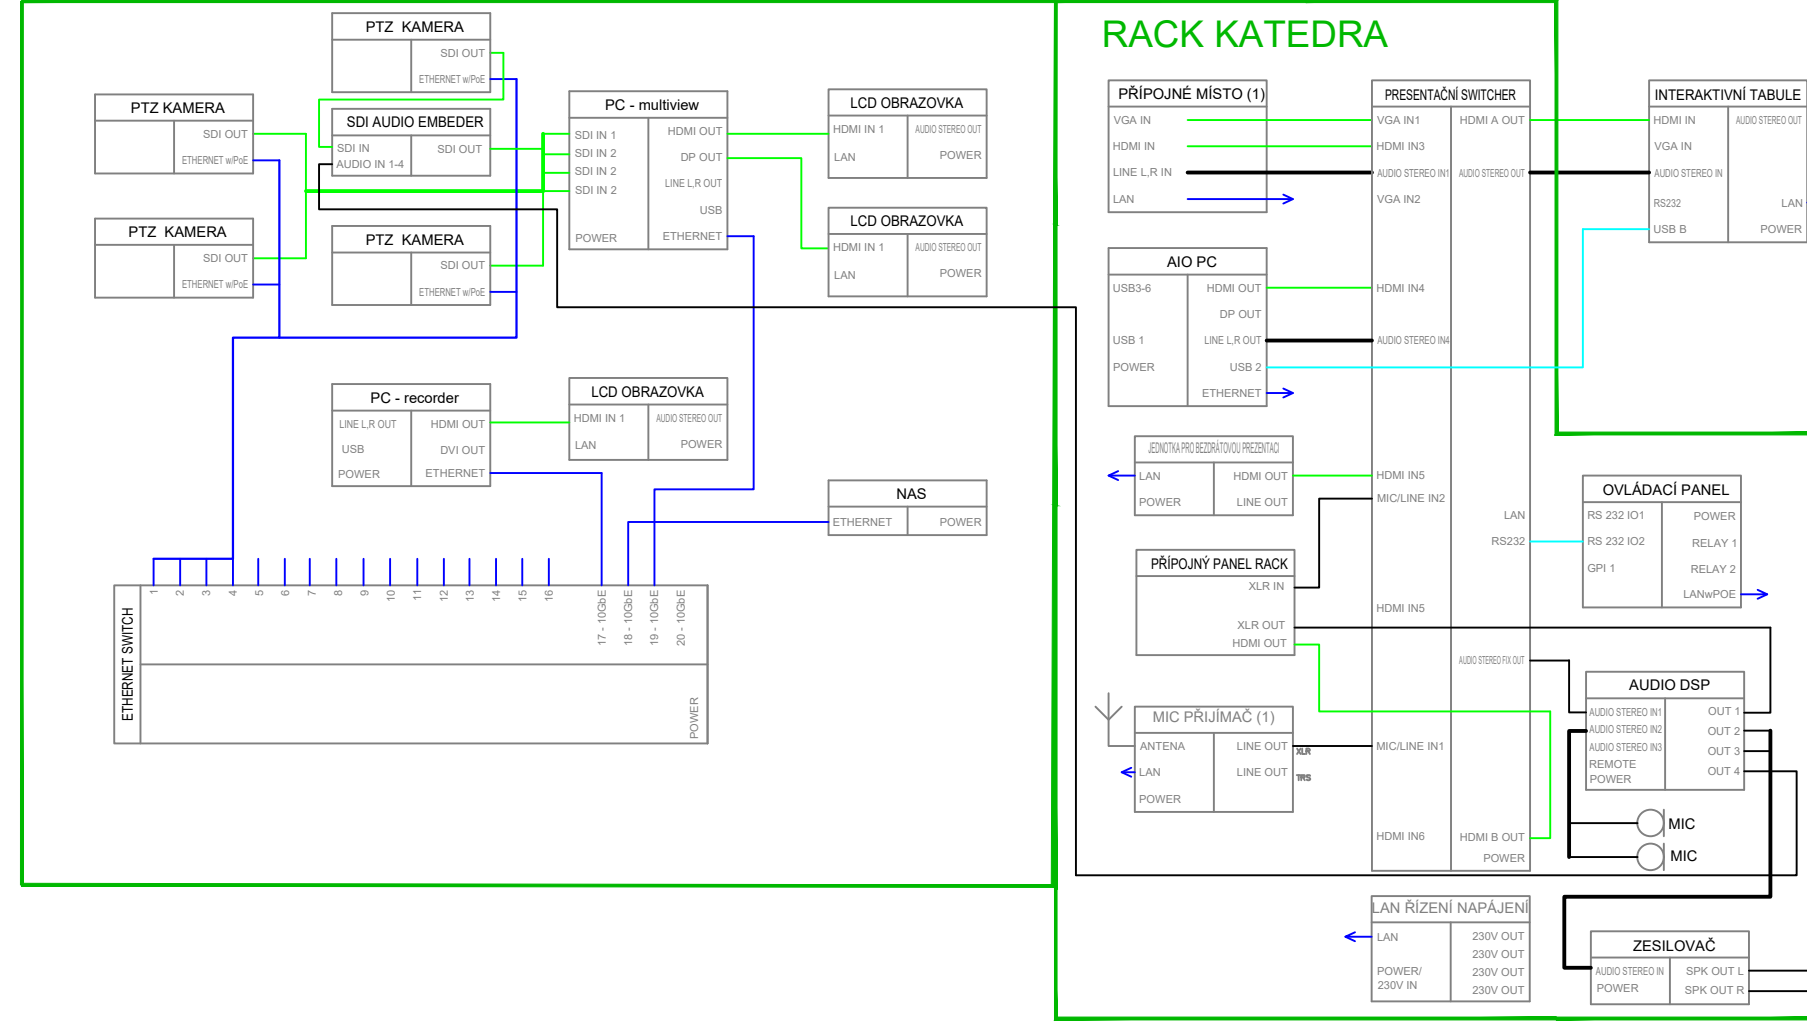 RACK KATEDRA
PTZ KAMERA
SDI OUT
ETHERNET w/PoE
PTZ KAMERA
SDI OUT
ETHERNET w/PoE
SDI AUDIO EMBEDER
SDI IN
SDI OUT
AUDIO IN 1-4
PTZ KAMERA
SDI OUT
ETHERNET w/PoE
PTZ KAMERA
SDI OUT
ETHERNET w/PoE
PC - multiview
SDI IN 1
SDI IN 2
SDI IN 2
SDI IN 2
POWER
HDMI OUT
DP OUT
LINE L,R OUT
USB
ETHERNET
LCD OBRAZOVKA
HDMI IN 1
LAN
AUDIO STEREO OUT
POWER
LCD OBRAZOVKA
HDMI IN 1
LAN
AUDIO STEREO OUT
POWER
PC - recorder
LINE L,R OUT
USB
POWER
HDMI OUT
DVI OUT
ETHERNET
LCD OBRAZOVKA
HDMI IN 1
LAN
AUDIO STEREO OUT
POWER
NAS
ETHERNET
POWER
ETHERNET SWITCH
1
2
3
4
5
6
7
8
9
10
11
12
13
14
15
16
17 - 10GbE
18 - 10GbE
19 - 10GbE
20 - 10GbE
POWER
PŘÍPOJNÉ MÍSTO (1)
VGA IN
HDMI IN
LINE L,R IN
LAN
AIO PC
USB3-6
USB 1
POWER
HDMI OUT
DP OUT
LINE L,R OUT
USB 2
ETHERNET
JEDNOTKA PRO BEZDRÁTOVOU PREZENTACI
LAN
POWER
HDMI OUT
LINE OUT
PŘÍPOJNÝ PANEL RACK
XLR IN
XLR OUT
HDMI OUT
MIC PŘIJÍMAČ (1)
ANTENA
LAN
POWER
LINE OUT
XLR
LINE OUT
TRS
PRESENTAČNÍ SWITCHER
VGA IN1
HDMI IN3
AUDIO STEREO IN1
VGA IN2
HDMI IN4
AUDIO STEREO IN4
HDMI IN5
MIC/LINE IN2
HDMI IN5
MIC/LINE IN1
HDMI IN6
HDMI A OUT
AUDIO STEREO OUT
LAN
RS232
AUDIO STEREO FIX OUT
HDMI B OUT
POWER
LAN ŘÍZENÍ NAPÁJENÍ
LAN
POWER/
230V IN
230V OUT
230V OUT
230V OUT
230V OUT
INTERAKTIVNÍ TABULE
HDMI IN
VGA IN
AUDIO STEREO IN
RS232
USB B
AUDIO STEREO OUT
LAN
POWER
OVLÁDACÍ PANEL
RS 232 IO1
RS 232 IO2
GPI 1
POWER
RELAY 1
RELAY 2
LANwPOE
AUDIO DSP
AUDIO STEREO IN1
AUDIO STEREO IN2
AUDIO STEREO IN3
REMOTE
POWER
OUT 1
OUT 2
OUT 3
OUT 4
MIC
MIC
ZESILOVAČ
AUDIO STEREO IN
POWER
SPK OUT L
SPK OUT R